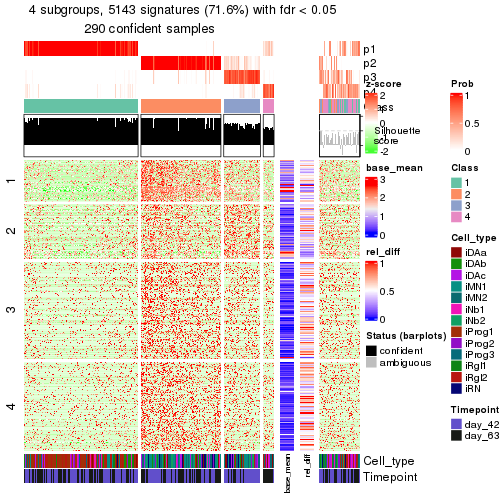 4 subgroups, 5143 signatures (71.6%) with fdr < 0.05
290 confident samples
p1
p2
p3
p4
Class
Silhouette
score
1
2
3
4
base_mean
rel_diff
Cell_type
Timepoint
z-score
2
-2
base_mean
3
2
1
0
rel_diff
1
0.5
0
Status (barplots)
confident
ambiguous
Prob
1
0.5
0
Class
1
2
3
4
Cell_type
iDAa
iDAb
iDAc
iMN1
iMN2
iNb1
iNb2
iProg1
iProg2
iProg3
iRgl1
iRgl2
iRN
Timepoint
day_42
day_63